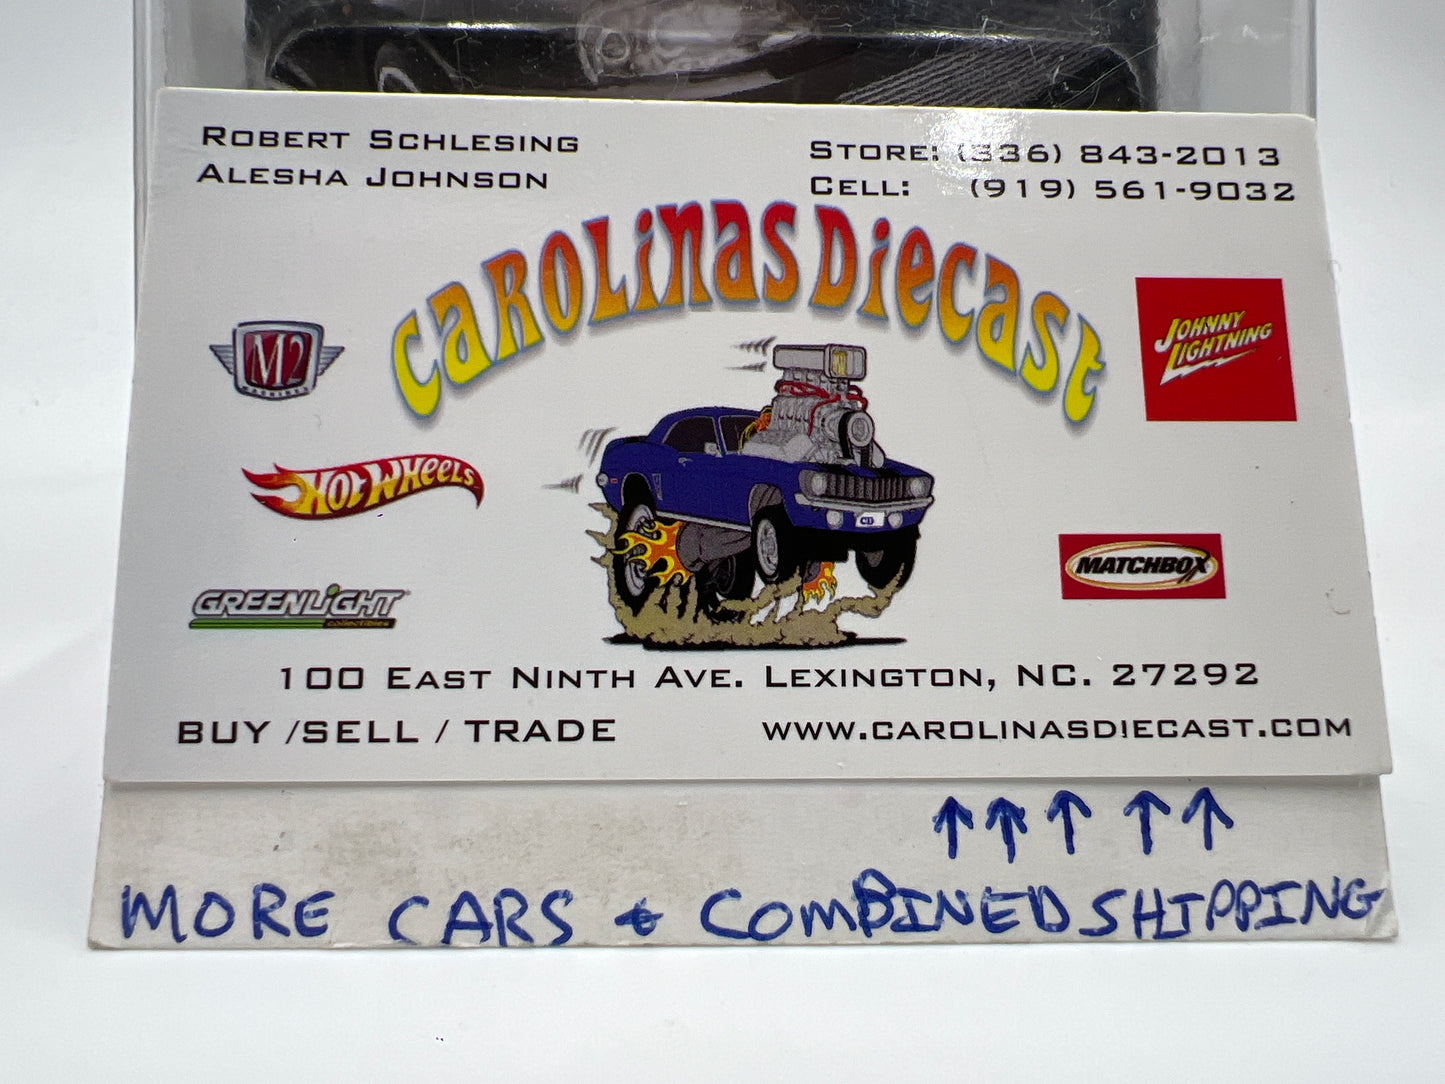 ROBERT SCHLESING
ALESHA JOHNSON
STORE: (336) 843-2013
CELL: (919) 561-9032
CAROLINAS DIECAST
M2
MACHINES
JOHNNY
LIGHTNING
HOT WHEELS
MATCHBOX
GREENLIGHT
collectibles
100 EAST NINTH AVE. LEXINGTON, NC. 27292
BUY /SELL / TRADE
WWW.CAROLINASDIECAST.COM
↑ ↑ ↑ ↑ ↑
MORE CARS & COMBINED SHIPPING